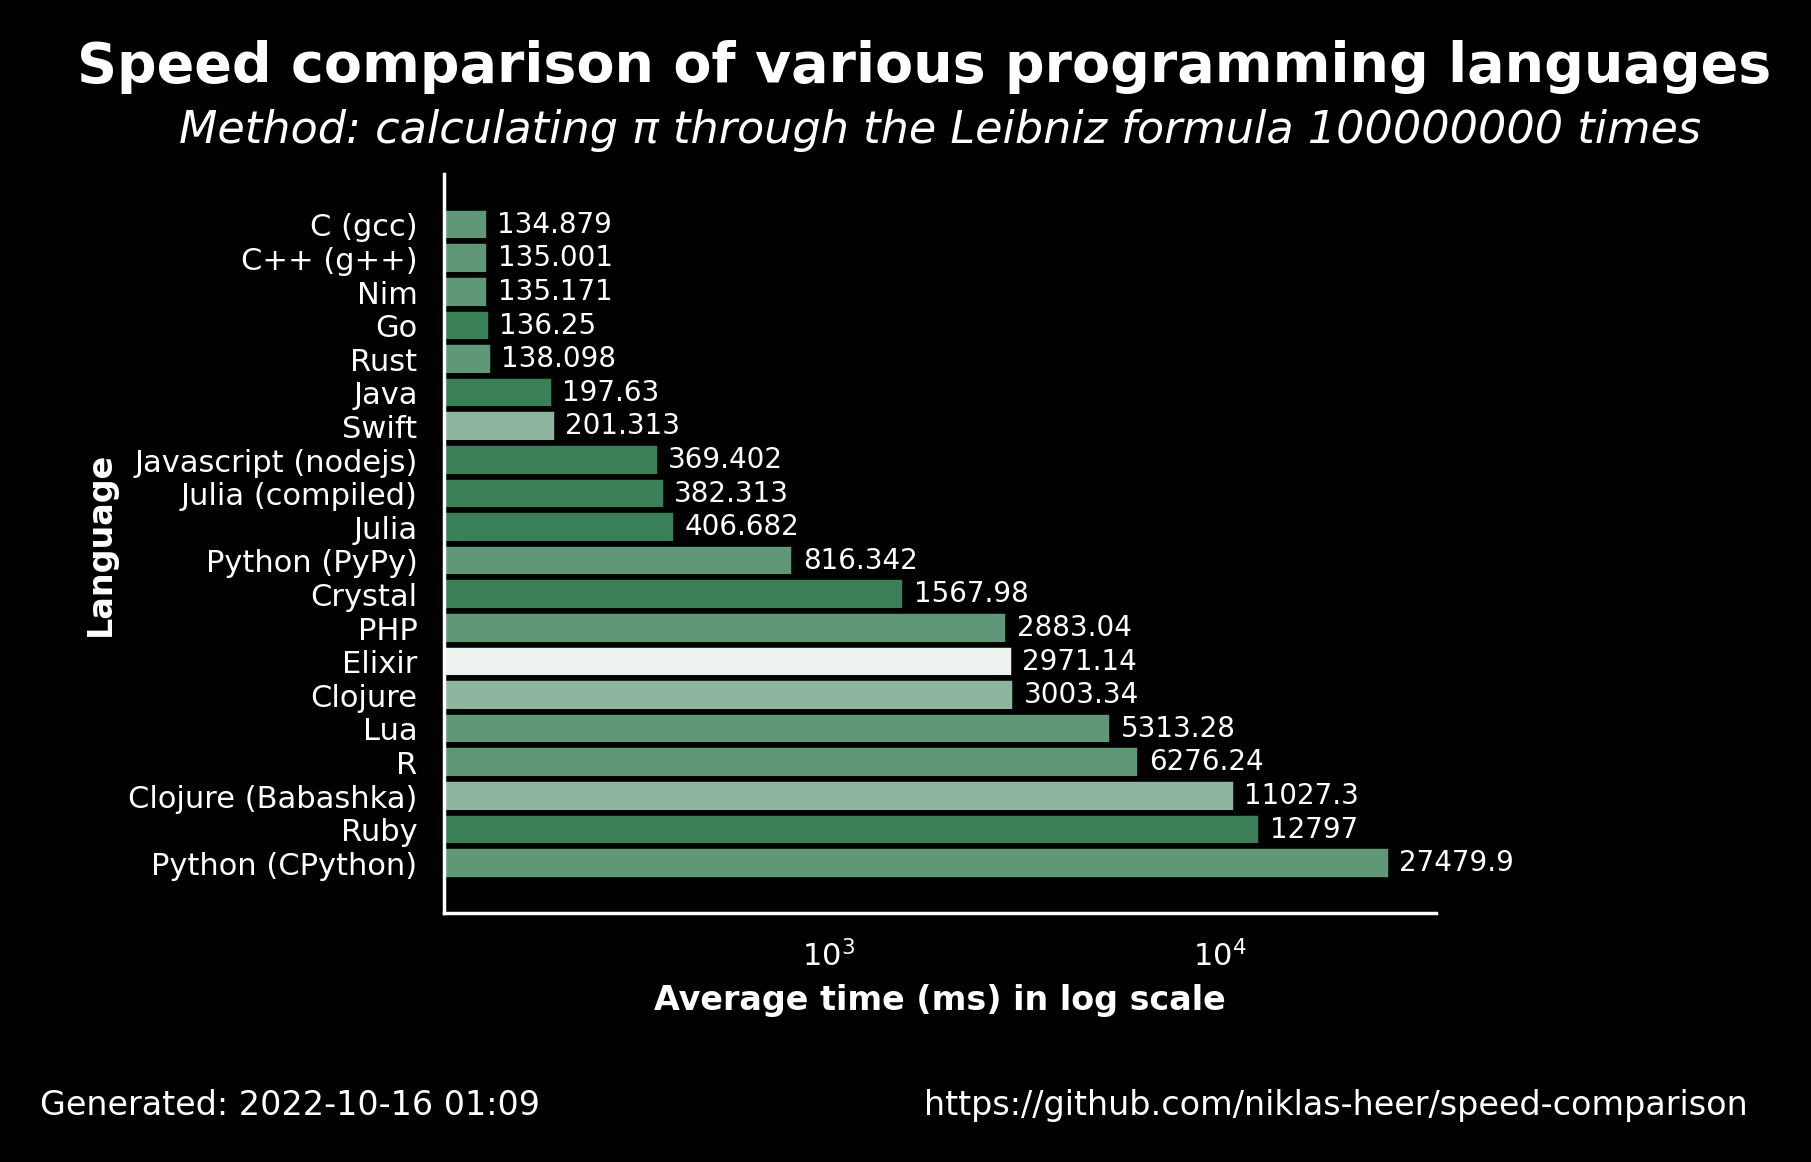 Speed comparison of various programming languages
Method: calculating π through the Leibniz formula 100000000 times
Language
C (gcc) 134.879
C++ (g++) 135.001
Nim 135.171
Go 136.25
Rust 138.098
Java 197.63
Swift 201.313
Javascript (nodejs) 369.402
Julia (compiled) 382.313
Julia 406.682
Python (PyPy) 816.342
Crystal 1567.98
PHP 2883.04
Elixir 2971.14
Clojure 3003.34
Lua 5313.28
R 6276.24
Clojure (Babashka) 11027.3
Ruby 12797
Python (CPython) 27479.9
10³ 10⁴
Average time (ms) in log scale
Generated: 2022-10-16 01:09 https://github.com/niklas-heer/speed-comparison